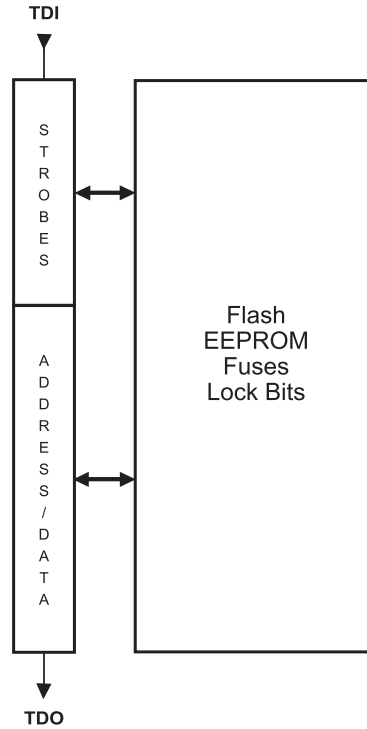 TDI
STROBES
ADDRESS/DATA
Flash
EEPROM
Fuses
Lock Bits
TDO